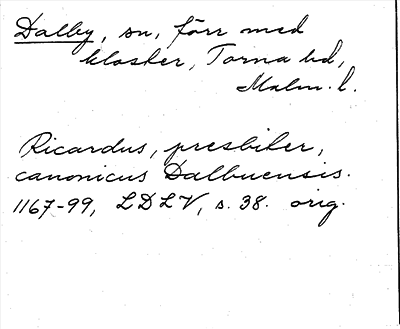 Dalby, sn, förr med
kloster, Torna hd,
Malm. l.
Ricardus, presbiter,
canonicus Dalbuensis.
1167-99, LDLV, s. 38. orig.